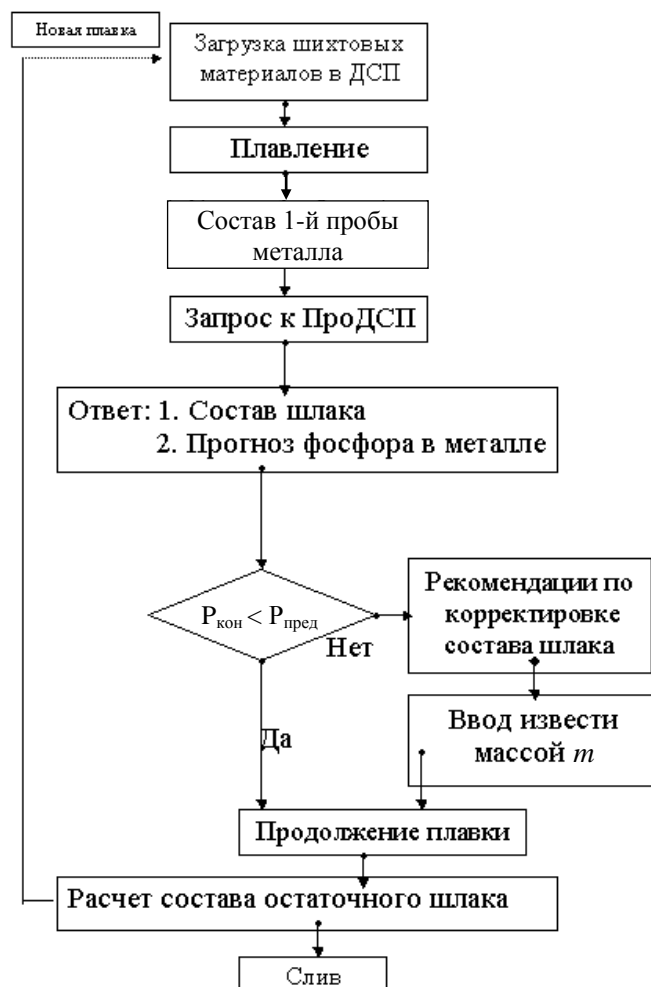 Новая плавка
Загрузка шихтовых
материалов в ДСП
Плавление
Состав 1-й пробы
металла
Запрос к ПроДСП
Ответ: 1. Состав шлака
2. Прогноз фосфора в металле
Pкон < Pпред
Нет
Рекомендации по
корректировке
состава шлака
Да
Ввод извести
массой m
Продолжение плавки
Расчет состава остаточного шлака
Слив